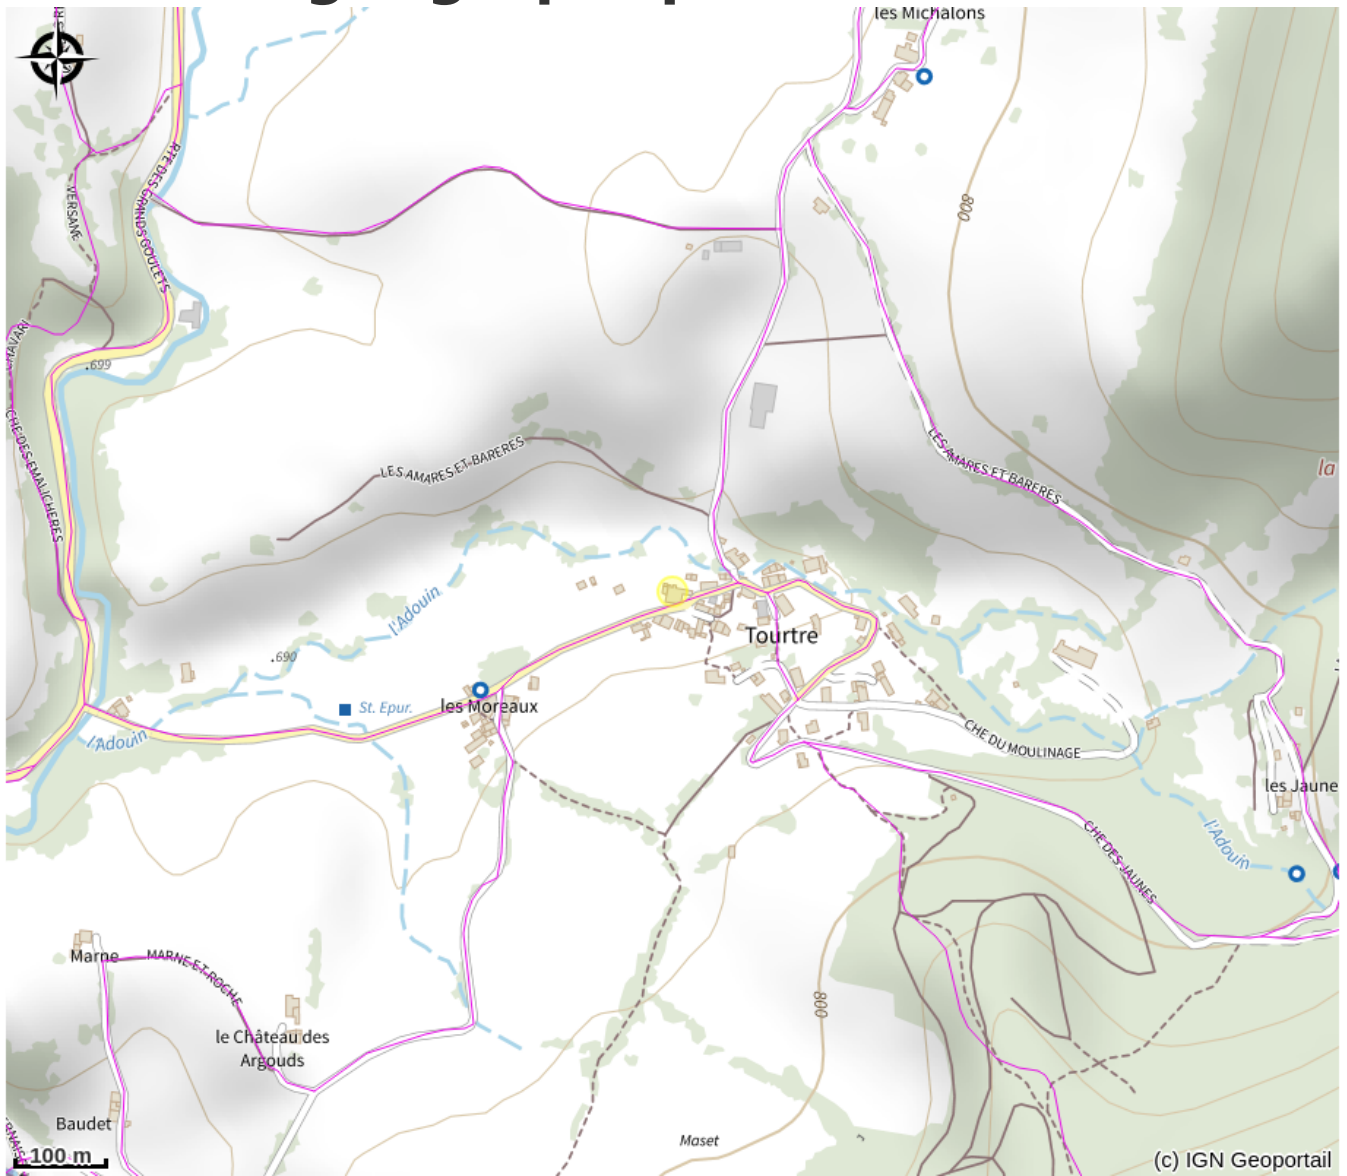 les Michalons
RTE DES GRANDS GOULETS
VERSANE
800
699
CHE DES EMALICHERES
LES AMARES ET BARERES
LES AMARES ET BARERES
la
l'Adouin
Tourtre
690
St. Epur.
les Moreaux
l'Adouin
CHE DU MOULINAGE
les Jaune
CHE DES JAUNES
l'Adouin
Marne
MARNE ET ROCHE
800
le Château des
Argouds
Baudet
Maset
100 m
(c) IGN Geoportail